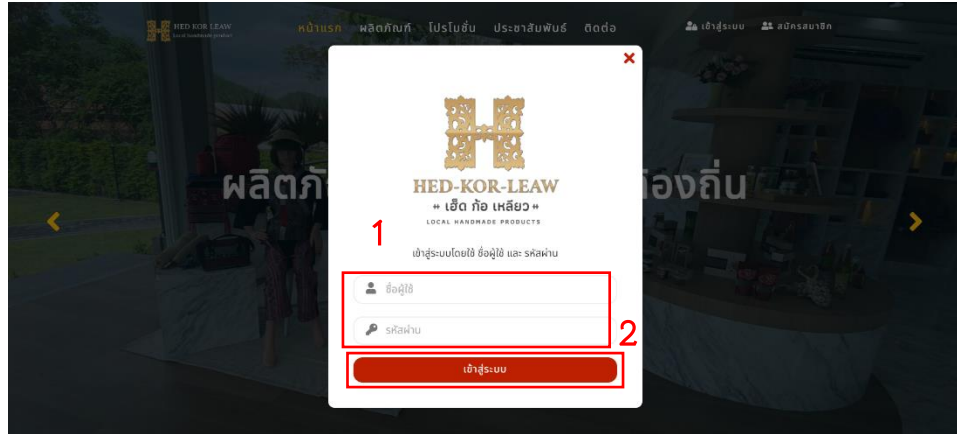 HED KOR LEAW
Local handmade product
หน้าแรก ผลิตภัณฑ์ โปรโมชั่น ประชาสัมพันธ์ ติดต่อ
เข้าสู่ระบบ สมัครสมาชิก
ผลิตภั
้องถิ่น
HED-KOR-LEAW
เฮ็ด ก้อ เหลียว
LOCAL HANDMADE PRODUCTS
1
เข้าสู่ระบบโดยใช้ ชื่อผู้ใช้ และ รหัสผ่าน
ชื่อผู้ใช้
รหัสผ่าน
2
เข้าสู่ระบบ